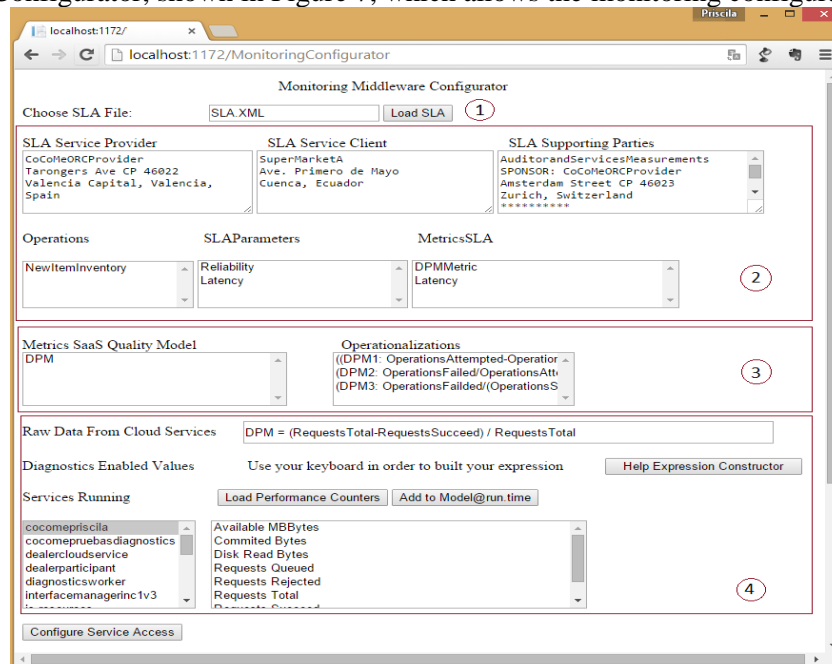 Configurator, shown in Figure 7, which allows the monitoring configur
Priscila
localhost:1172/
localhost:1172/MonitoringConfigurator
Monitoring Middleware Configurator
Choose SLA File: SLA.XML Load SLA 1
SLA Service Provider SLA Service Client SLA Supporting Parties
CoCoMeORCProvider
Tarongers Ave CP 46022
Valencia Capital, Valencia,
Spain
SuperMarketA
Ave. Primero de Mayo
Cuenca, Ecuador
AuditorandServicesMeasurements
SPONSOR: CoCoMeORCProvider
Amsterdam Street CP 46023
Zurich, Switzerland
**********
Operations SLAParameters MetricsSLA
NewItemInventory
Reliability
Latency
DPMMetric
Latency
2
Metrics SaaS Quality Model Operationalizations
DPM
((DPM1: OperationsAttempted-Operation
(DPM2: OperationsFailed/OperationsAtt
(DPM3: OperationsFailded/(OperationsS
3
Raw Data From Cloud Services DPM = (RequestsTotal-RequestsSucceed) / RequestsTotal
Diagnostics Enabled Values Use your keyboard in order to built your expression Help Expression Constructor
Services Running Load Performance Counters Add to Model@run.time
cocomepriscila
cocomepruebasdiagnostics
dealercloudservice
dealerparticipant
diagnosticsworker
interfacemanagerinc1v3
Available MBBytes
Commited Bytes
Disk Read Bytes
Requests Queued
Requests Rejected
Requests Total
Requests Succeed
4
Configure Service Access